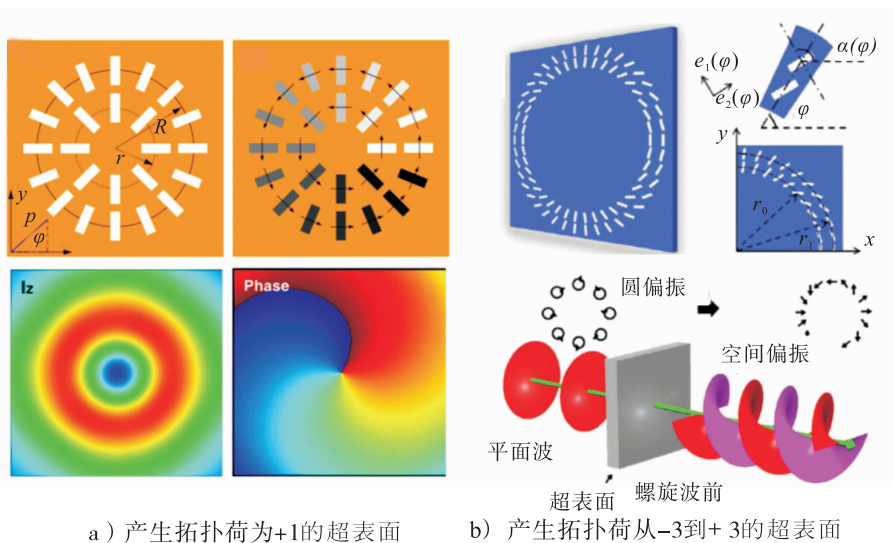 R
r
y
p
φ
Iz
Phase
e₁(φ)
e₂(φ)
α(φ)
φ
y
r₀
r₁
x
圆偏振
空间偏振
平面波
超表面
螺旋波前
a）产生拓扑荷为+1的超表面
b）产生拓扑荷从-3到+3的超表面